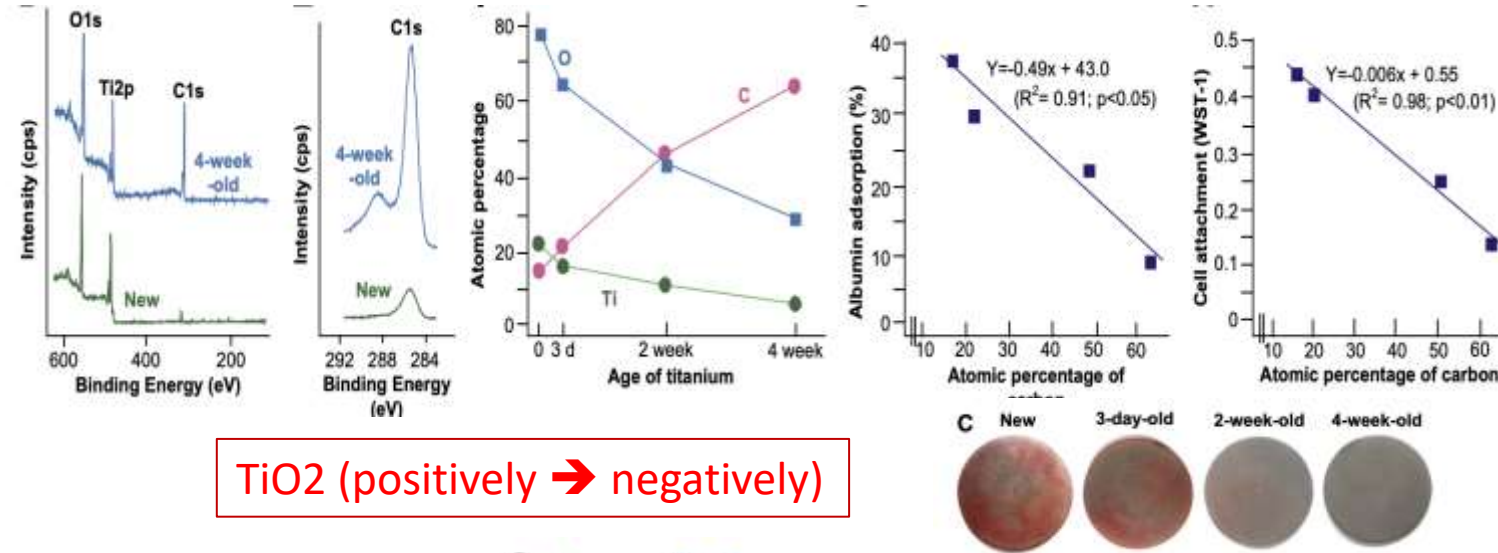 O1s
Ti2p
C1s
4-week
-old
New
Intensity (cps)
600
400
200
Binding Energy (eV)
C1s
4-week
-old
New
Intensity (cps)
292
288
284
Binding Energy
(eV)
80
60
40
20
0
Atomic percentage
O
C
Ti
0
3 d
2 week
4 week
Age of titanium
40
30
20
10
0
Albumin adsorption (%)
Y=-0.49x + 43.0
(R²= 0.91; p<0.05)
10
20
30
40
50
60
Atomic percentage of
0.5
0.4
0.3
0.2
0.1
0
Cell attachment (WST-1)
Y=-0.006x + 0.55
(R²= 0.98; p<0.01)
10
20
30
40
50
60
Atomic percentage of carbon
TiO2 (positively ➔ negatively)
C
New
3-day-old
2-week-old
4-week-old